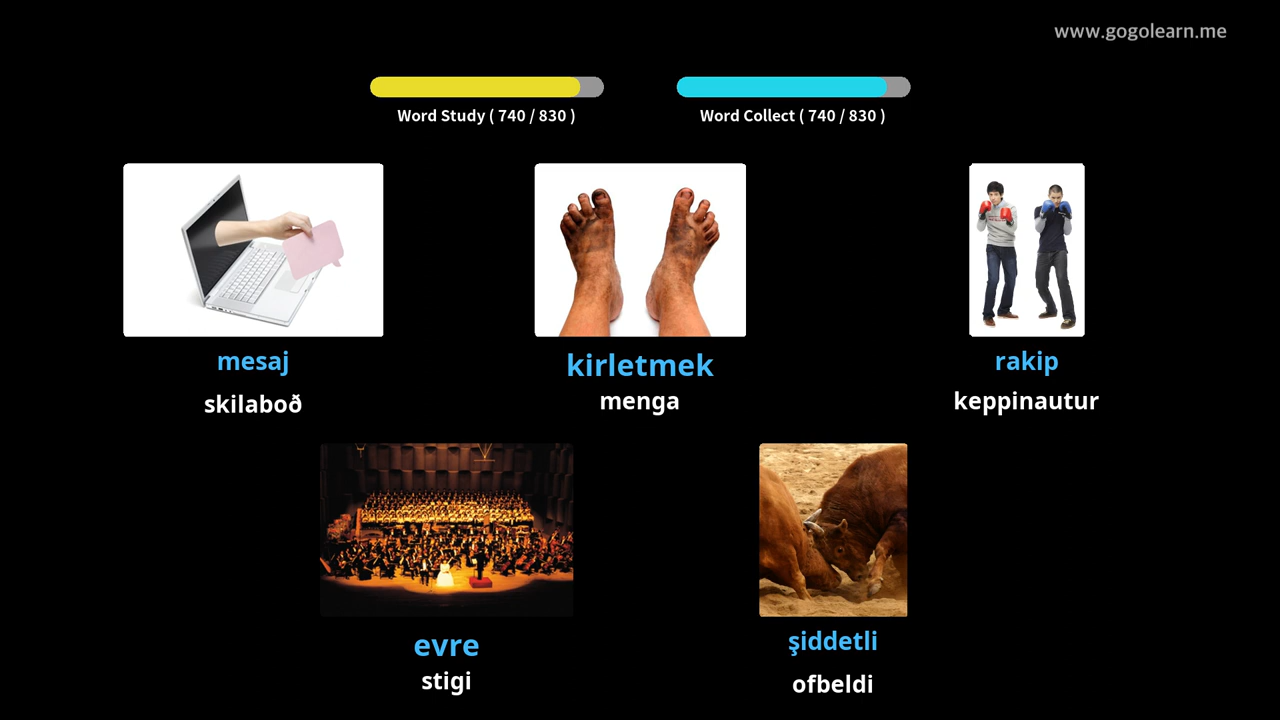 www.gogolearn.me
Word Study ( 740 / 830 )
Word Collect ( 740 / 830 )
mesaj
skilaboð
kirletmek
menga
rakip
keppinautur
evre
stigi
şiddetli
ofbeldi